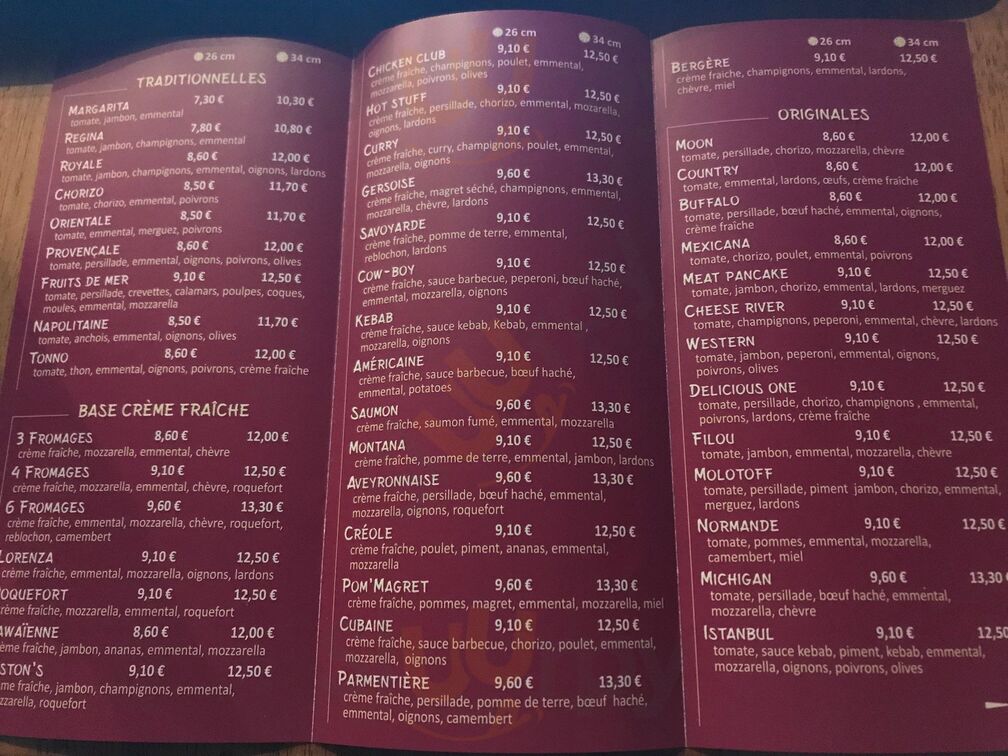 26 cm 34 cm
TRADITIONNELLES
MARGARITA 7,30 € 10,30 €
tomate, jambon, emmental
REGINA 7,80 € 10,80 €
tomate, jambon, champignons, emmental
ROYALE 8,60 € 12,00 €
tomate, jambon, champignons, emmental, oignons, lardons
CHORIZO 8,50 € 11,70 €
tomate, chorizo, emmental, poivrons
ORIENTALE 8,50 € 11,70 €
tomate, emmental, merguez, poivrons
PROVENÇALE 8,60 € 12,00 €
tomate, persillade, emmental, oignons, poivrons, olives
FRUITS DE MER 9,10 € 12,50 €
tomate, persillade, crevettes, calamars, poulpes, coques,
moules, emmental, mozzarella
NAPOLITAINE 8,50 € 11,70 €
tomate, anchois, emmental, oignons, olives
TONNO 8,60 € 12,00 €
tomate, thon, emmental, oignons, poivrons, crème fraîche
BASE CRÈME FRAÎCHE
3 FROMAGES 8,60 € 12,00 €
crème fraîche, mozzarella, emmental, chèvre
4 FROMAGES 9,10 € 12,50 €
crème fraîche, mozzarella, emmental, chèvre, roquefort
6 FROMAGES 9,60 € 13,30 €
crème fraîche, emmental, mozzarella, chèvre, roquefort,
reblochon, camembert
LORENZA 9,10 € 12,50 €
crème fraîche, emmental, mozzarella, oignons, lardons
OQUEFORT 9,10 € 12,50 €
rème fraîche, mozzarella, emmental, roquefort
AWAÏENNE 8,60 € 12,00 €
ème fraîche, jambon, ananas, emmental, mozzarella
STON'S 9,10 € 12,50 €
me fraîche, jambon, champignons, emmental,
zzarella, roquefort
26 cm 34 cm
CHICKEN CLUB 9,10 € 12,50 €
crème fraîche, champignons, poulet, emmental,
mozzarella, poivrons, olives
HOT STUFF 9,10 € 12,50 €
crème fraîche, persillade, chorizo, emmental, mozarella,
oignons, lardons
CURRY 9,10 € 12,50 €
crème fraîche, curry, champignons, poulet, emmental,
mozzarella, oignons
GERSOISE 9,60 € 13,30 €
crème fraîche, magret séché, champignons, emmental,
mozzarella, chèvre, lardons
SAVOYARDE 9,10 € 12,50 €
crème fraîche, pomme de terre, emmental,
reblochon, lardons
COW-BOY 9,10 € 12,50 €
crème fraîche, sauce barbecue, peperoni, bœuf haché,
emmental, mozzarella, oignons
KEBAB 9,10 € 12,50 €
crème fraîche, sauce kebab, Kebab, emmental ,
mozzarella, oignons
AMÉRICAINE 9,10 € 12,50 €
crème fraîche, sauce barbecue, bœuf haché,
emmental, potatoes
SAUMON 9,60 € 13,30 €
crème fraîche, saumon fumé, emmental, mozzarella
MONTANA 9,10 € 12,50 €
crème fraîche, pomme de terre, emmental, jambon, lardons
AVEYRONNAISE 9,60 € 13,30 €
crème fraîche, persillade, bœuf haché, emmental,
mozzarella, oignons, roquefort
CRÉOLE 9,10 € 12,50 €
crème fraîche, poulet, piment, ananas, emmental,
mozzarella
POM'MAGRET 9,60 € 13,30 €
crème fraîche, pommes, magret, emmental, mozzarella, miel
CUBAINE 9,10 € 12,50 €
crème fraîche, sauce barbecue, chorizo, poulet, emmental,
mozzarella, oignons
PARMENTIÈRE 9,60 € 13,30 €
crème fraîche, persillade, pomme de terre, bœuf haché,
emmental, oignons, camembert
26 cm 34 cm
BERGÈRE 9,10 € 12,50 €
crème fraiche, champignons, emmental, lardons,
chèvre, miel
ORIGINALES
MOON 8,60 € 12,00 €
tomate, persillade, chorizo, mozzarella, chèvre
COUNTRY 8,60 € 12,00 €
tomate, emmental, lardons, œufs, crème fraîche
BUFFALO 8,60 € 12,00 €
tomate, persillade, bœuf haché, emmental, oignons,
crème fraîche
MEXICANA 8,60 € 12,00 €
tomate, chorizo, poulet, emmental, poivrons
MEAT PANCAKE 9,10 € 12,50 €
tomate, jambon, chorizo, emmental, lardons, merguez
CHEESE RIVER 9,10 € 12,50 €
tomate, champignons, peperoni, emmental, chèvre, lardons
WESTERN 9,10 € 12,50 €
tomate, jambon, peperoni, emmental, oignons,
poivrons, olives
DELICIOUS ONE 9,10 € 12,50 €
tomate, persillade, chorizo, champignons , emmental,
poivrons, lardons, crème fraîche
FILOU 9,10 € 12,50 €
tomate, jambon, emmental, mozzarella, chèvre
MOLOTOFF 9,10 € 12,50 €
tomate, persillade, piment jambon, chorizo, emmental,
merguez, lardons
NORMANDE 9,10 € 12,50 €
tomate, pommes, emmental, mozzarella,
camembert, miel
MICHIGAN 9,60 € 13,30
tomate, persillade, bœuf haché, emmental,
mozzarella, chèvre
ISTANBUL 9,10 € 12,50
tomate, sauce kebab, piment, kebab, emmental,
mozzarella, oignons, poivrons, olives